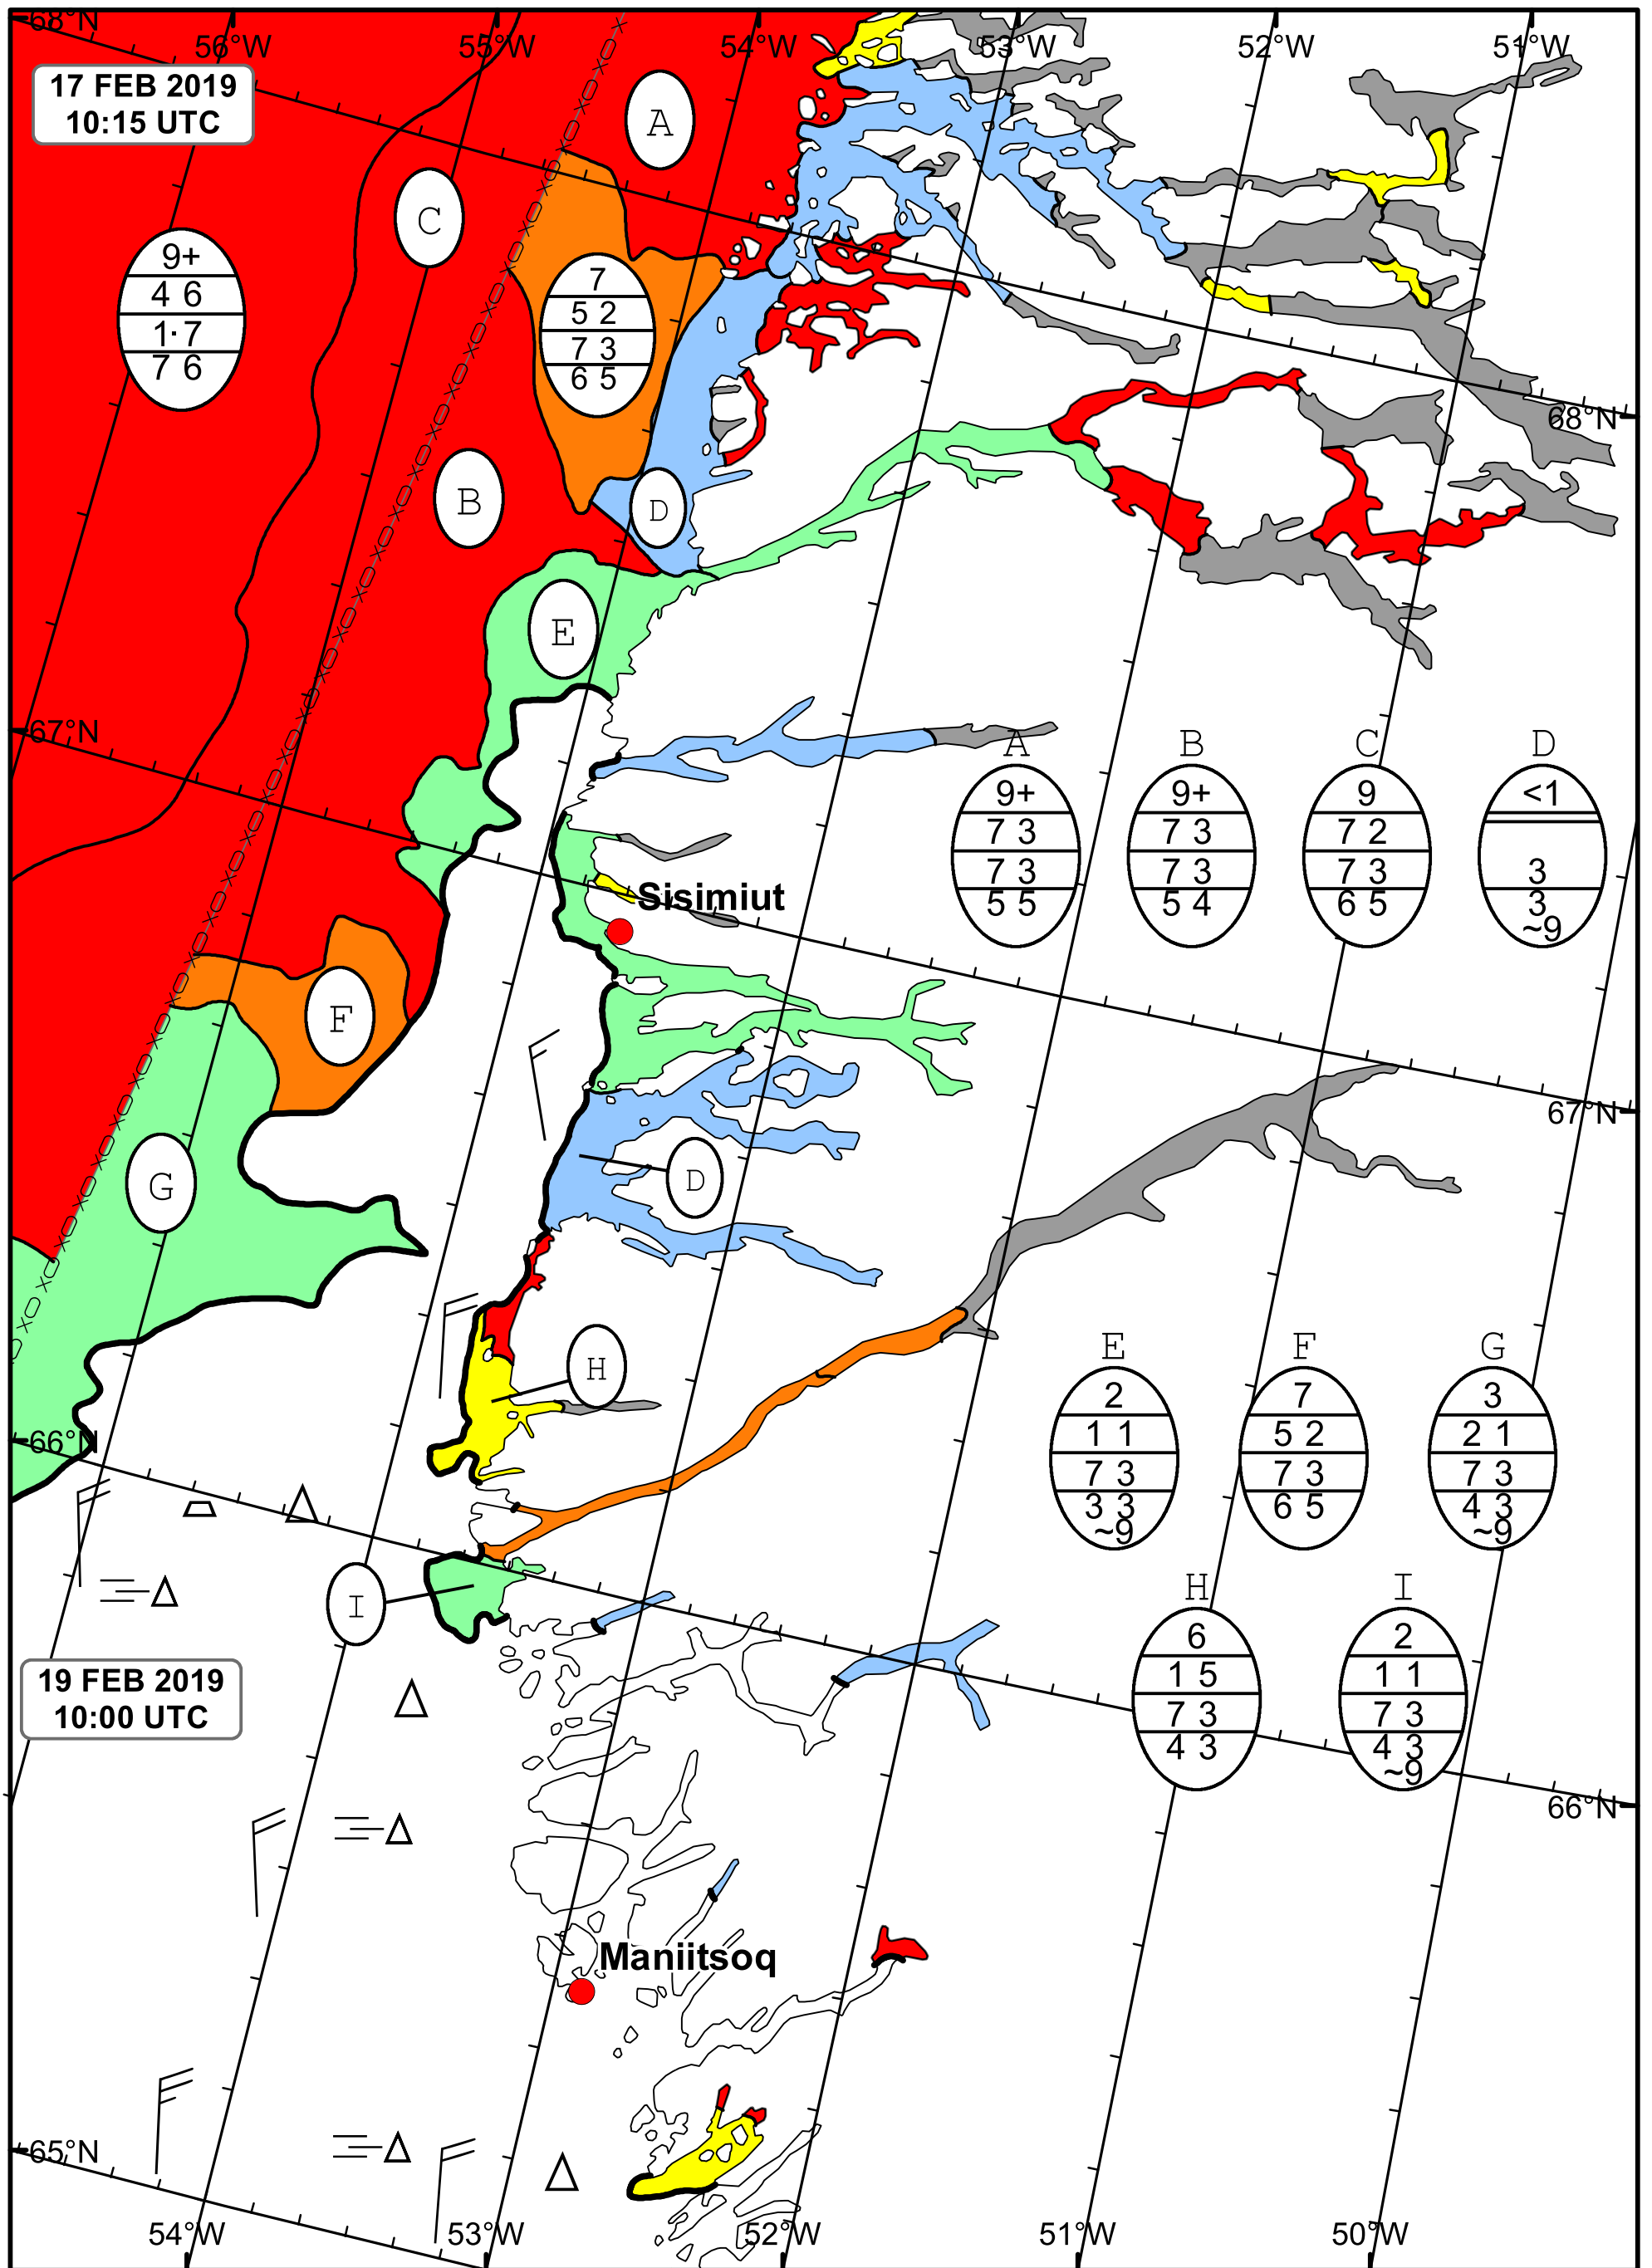 68°N
56°W
55°W
54°W
53°W
52°W
51°W
17 FEB 2019
10:15 UTC
A
C
9+
4 6
1· 7
7 6
7
5 2
7 3
6 5
68°N
B
D
E
67°N
A
B
C
D
9+
7 3
7 3
5 5
9+
7 3
7 3
5 4
9
7 2
7 3
6 5
<1
3
3
~9
Sisimiut
F
67°N
G
D
H
E
F
G
2
1 1
7 3
3 3
~9
7
5 2
7 3
6 5
3
2 1
7 3
4 3
~9
66°N
I
H
I
6
1 5
7 3
4 3
2
1 1
7 3
4 3
~9
19 FEB 2019
10:00 UTC
66°N
Maniitsoq
65°N
54°W
53°W
52°W
51°W
50°W